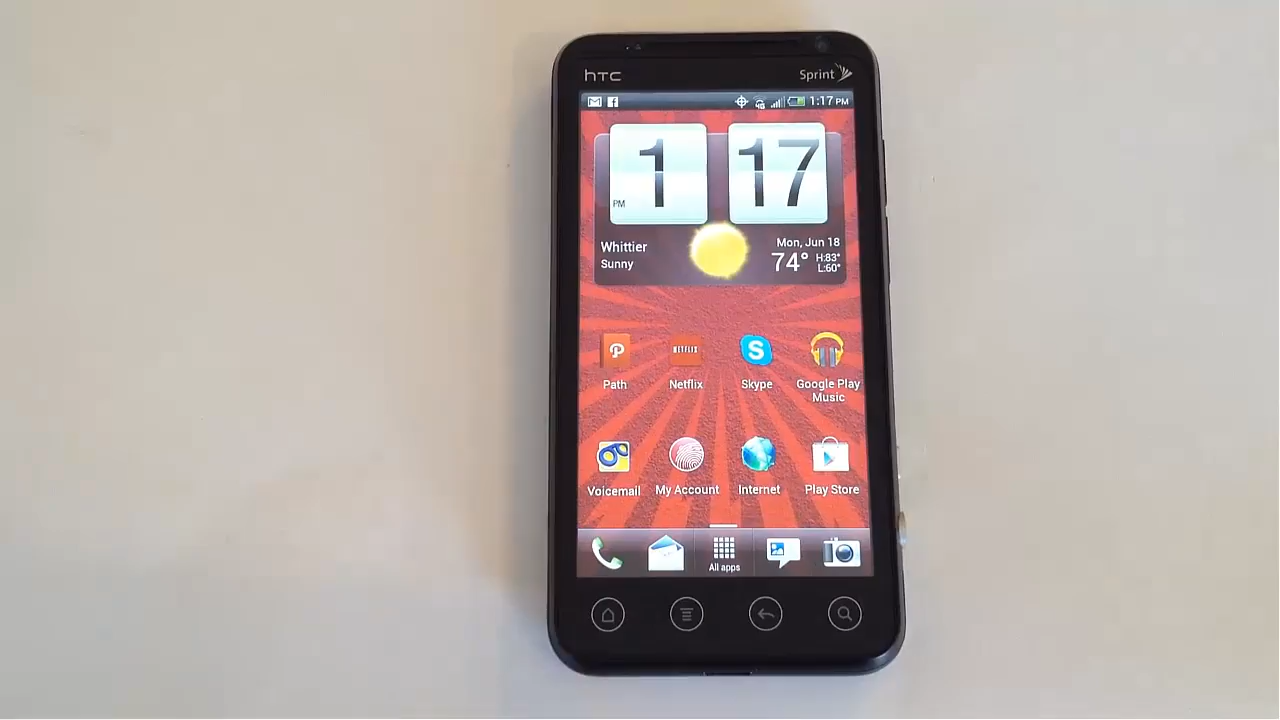 hTC Sprint
1:17 PM
1 17
PM
Whittier
Sunny
Mon, Jun 18
74° H:83°
L:60°
Path NETFLIX Netflix Skype Google Play
Music
Voicemail My Account Internet Play Store
All apps